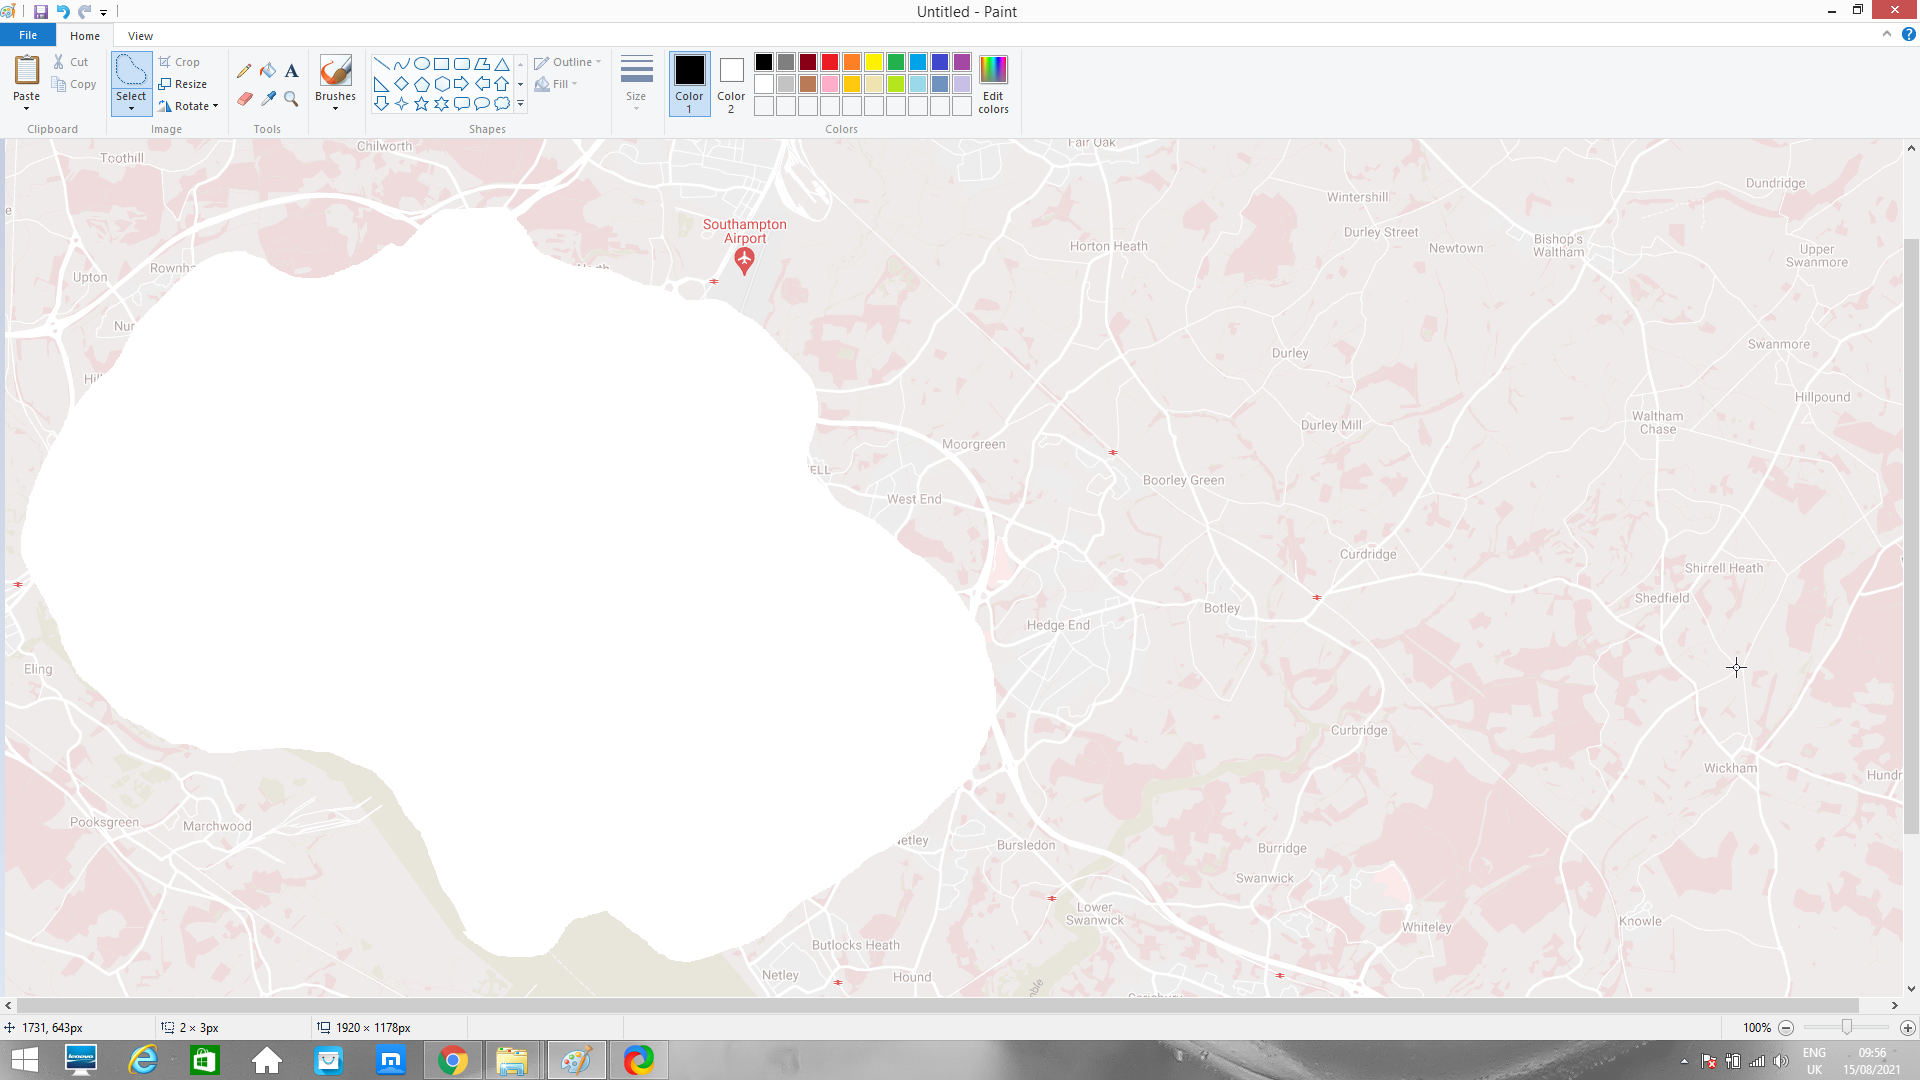 Untitled - Paint
File
Home
View
Paste
Cut
Copy
Clipboard
Select
Crop
Resize
Rotate
Image
Tools
Brushes
Shapes
Outline
Fill
Size
Color 1
Color 2
Edit colors
Colors
Toothill
Chilworth
Fair Oak
Wintershill
Dundridge
Southampton
Airport
Horton Heath
Durley Street
Newtown
Bishop's
Waltham
Upper
Swanmore
Upton
Rownha
Nur
Durley
Swanmore
Hillpound
Waltham
Chase
Durley Mill
Moorgreen
ELL
West End
Boorley Green
Curdridge
Shirrell Heath
Shedfield
Botley
Hedge End
Eling
Curbridge
Wickham
Hundr
Pooksgreen
Marchwood
etley
Bursledon
Burridge
Swanwick
Lower
Swanwick
Knowle
Whiteley
Butlocks Heath
Netley
Hound
1731, 643px
2 × 3px
1920 × 1178px
100%
lenovo
ENG
UK
09:56
15/08/2021